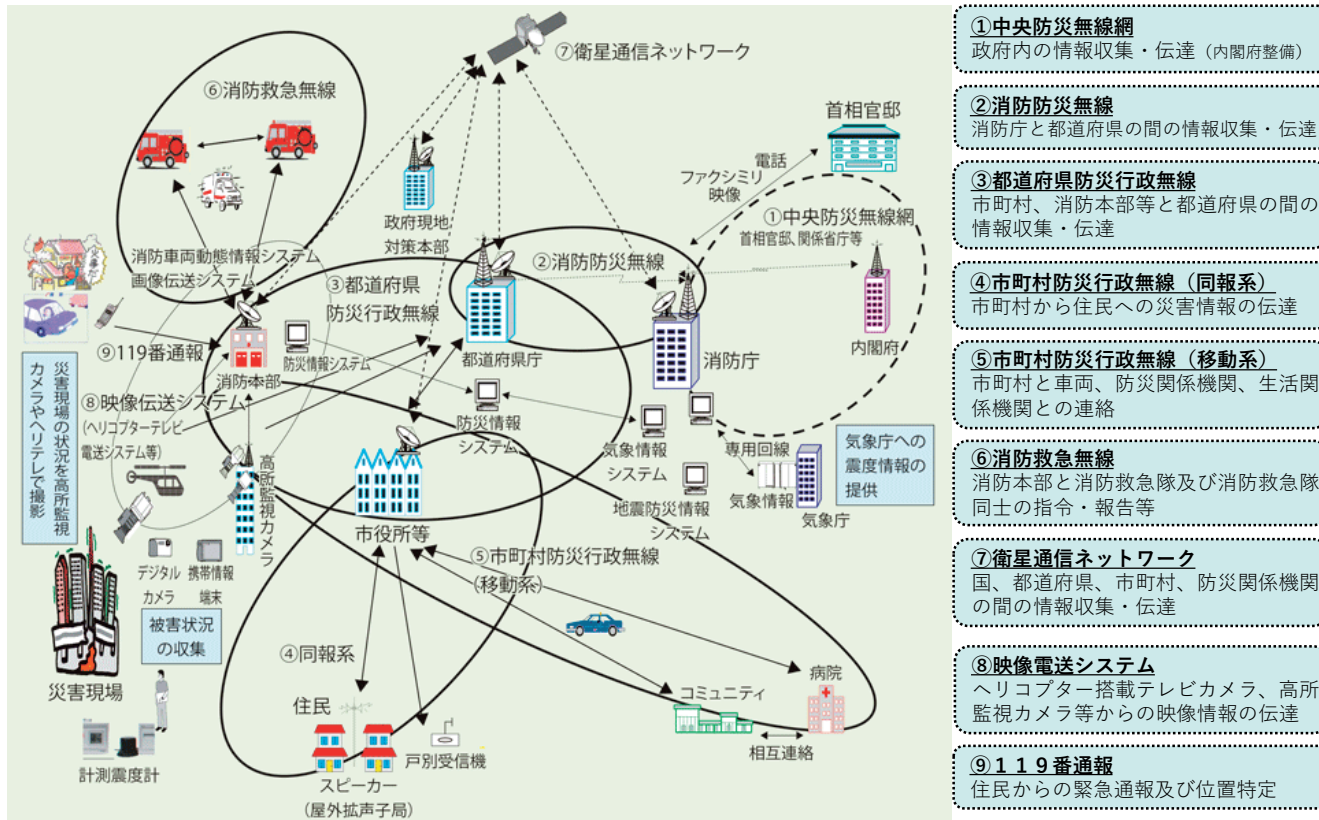 ⑦衛星通信ネットワーク
⑥消防救急無線
首相官邸
電話
ファクシミリ
映像
政府現地
対策本部
①中央防災無線網
首相官邸、関係省庁等
消防車両動態情報システム
画像伝送システム
火事だ
②消防防災無線
③都道府県
防災行政無線
内閣府
⑨119番通報
防災情報システム
都道府県庁
消防庁
消防本部
災害現場の状況を高所監視
カメラやヘリテレで撮影
⑧映像伝送システム
(ヘリコプターテレビ
電送システム等)
防災情報
システム
気象情報
システム
専用回線
気象情報
気象庁
気象庁への
震度情報の
提供
高所監視カメラ
地震防災情報
システム
市役所等
⑤市町村防災行政無線
(移動系)
デジタル
カメラ
携帯情報
端末
被害状況
の収集
災害現場
④同報系
住民
コミュニティ
病院
相互連絡
戸別受信機
計測震度計
スピーカー
(屋外拡声子局)
①中央防災無線網
政府内の情報収集・伝達（内閣府整備）
②消防防災無線
消防庁と都道府県の間の情報収集・伝達
③都道府県防災行政無線
市町村、消防本部等と都道府県の間の
情報収集・伝達
④市町村防災行政無線（同報系）
市町村から住民への災害情報の伝達
⑤市町村防災行政無線（移動系）
市町村と車両、防災関係機関、生活関
係機関との連絡
⑥消防救急無線
消防本部と消防救急隊及び消防救急隊
同士の指令・報告等
⑦衛星通信ネットワーク
国、都道府県、市町村、防災関係機関
の間の情報収集・伝達
⑧映像電送システム
ヘリコプター搭載テレビカメラ、高所
監視カメラ等からの映像情報の伝達
⑨１１９番通報
住民からの緊急通報及び位置特定